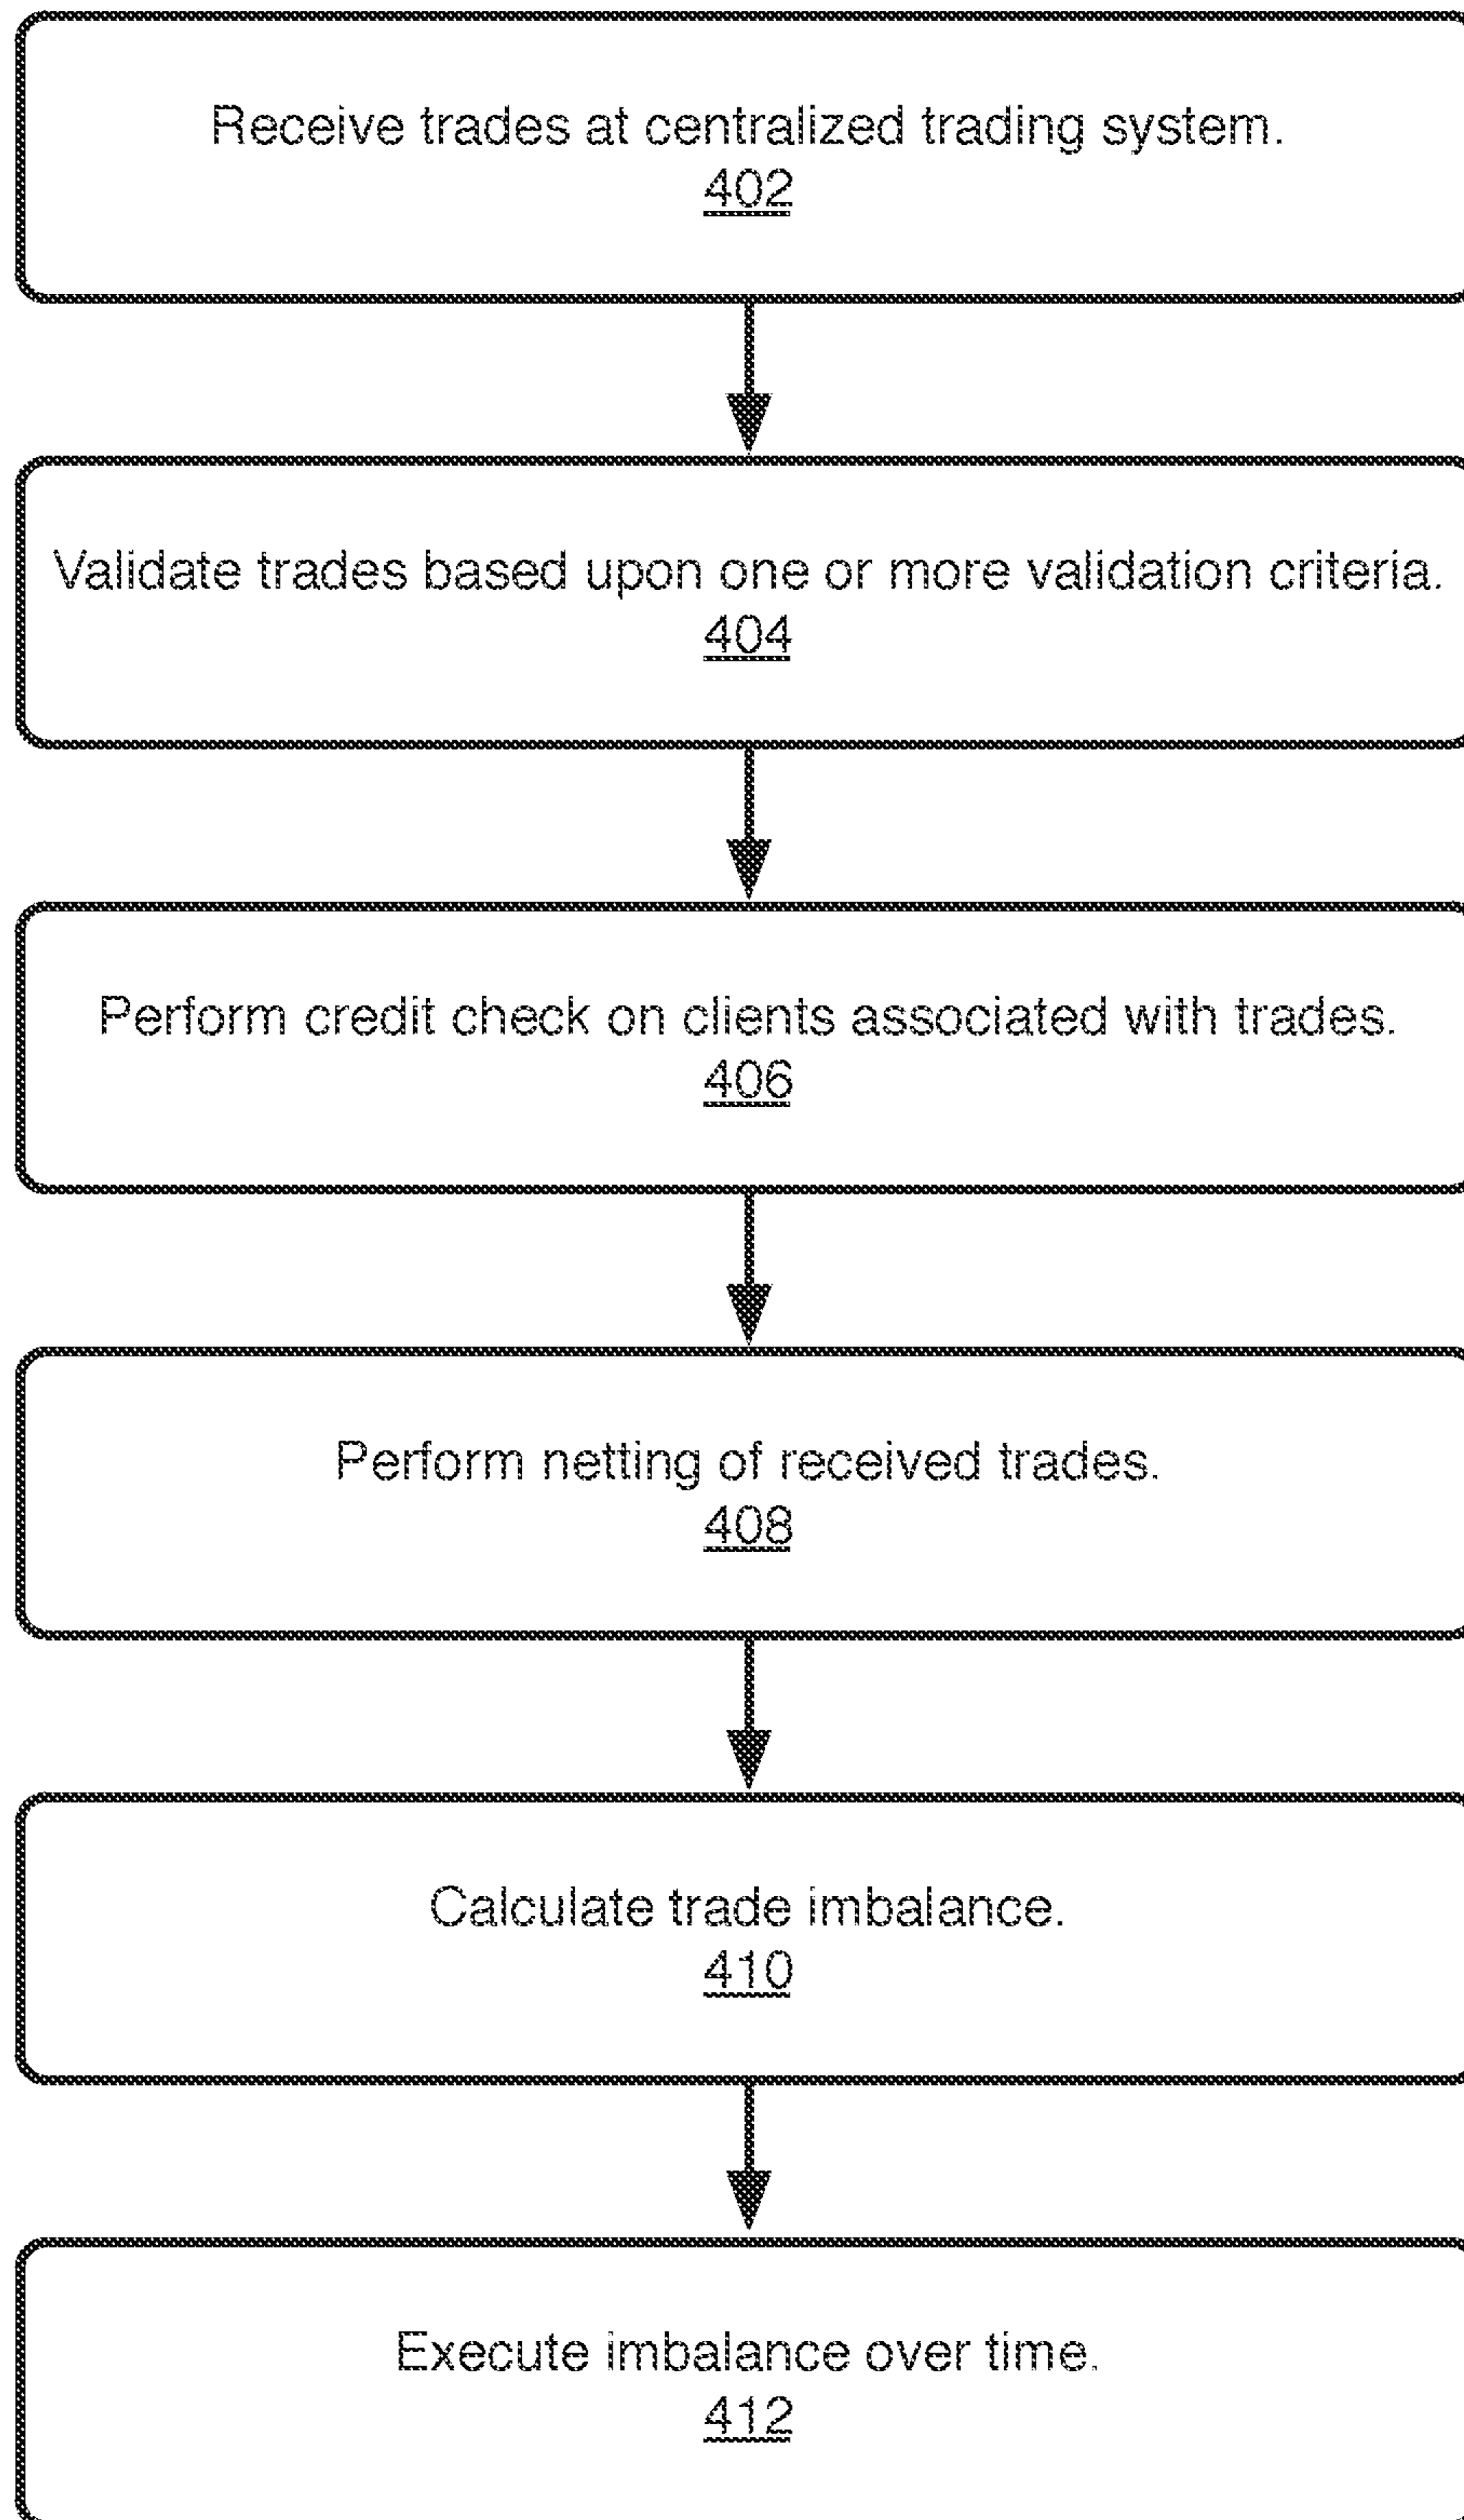 Receive trades at centralized trading system.
402
Validate trades based upon one or more validation criteria.
404
Perform credit check on clients associated with trades.
406
Perform netting of received trades.
408
Calculate trade imbalance.
410
Execute imbalance over time.
412